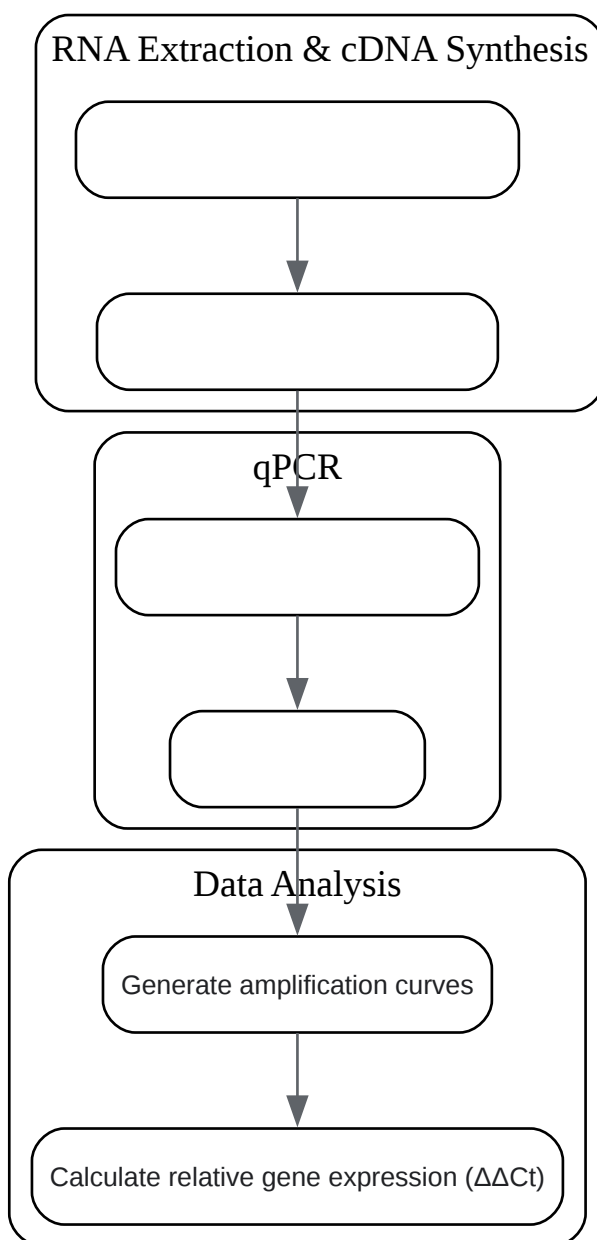 RNA Extraction & cDNA Synthesis
qPCR
Data Analysis
Generate amplification curves
Calculate relative gene expression (ΔΔCt)